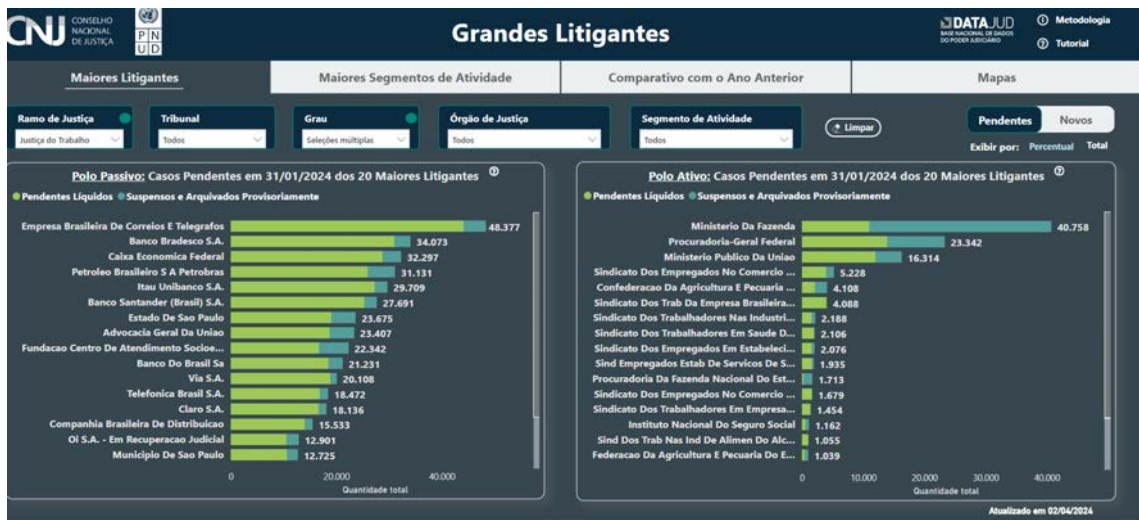 CNJ
CONSELHO
NACIONAL
DE JUSTIÇA
P N
U D
Grandes Litigantes
DATAJUD
BASE NACIONAL DE DADOS
DO PODER JUDICIÁRIO
Metodologia
Tutorial
Maiores Litigantes
Maiores Segmentos de Atividade
Comparativo com o Ano Anterior
Mapas
Ramo de Justiça
Justiça do Trabalho
Tribunal
Todos
Grau
Seleções múltiplas
Órgão de Justiça
Todos
Segmento de Atividade
Todos
Limpar
Pendentes Novos
Exibir por: Percentual Total
Polo Passivo: Casos Pendentes em 31/01/2024 dos 20 Maiores Litigantes
Pendentes Líquidos Suspensos e Arquivados Provisoriamente
Empresa Brasileira De Correios E Telegrafos 48.377
Banco Bradesco S.A. 34.073
Caixa Economica Federal 32.297
Petroleo Brasileiro S A Petrobras 31.131
Itau Unibanco S.A. 29.709
Banco Santander (Brasil) S.A. 27.691
Estado De Sao Paulo 23.675
Advocacia Geral Da Uniao 23.407
Fundacao Centro De Atendimento Socioe... 22.342
Banco Do Brasil Sa 21.231
Via S.A. 20.108
Telefonica Brasil S.A. 18.472
Claro S.A. 18.136
Companhia Brasileira De Distribuicao 15.533
Oi S.A. - Em Recuperacao Judicial 12.901
Municipio De Sao Paulo 12.725
0 20.000 40.000
Quantidade total
Polo Ativo: Casos Pendentes em 31/01/2024 dos 20 Maiores Litigantes
Pendentes Líquidos Suspensos e Arquivados Provisoriamente
Ministerio Da Fazenda 40.758
Procuradoria-Geral Federal 23.342
Ministerio Publico Da Uniao 16.314
Sindicato Dos Empregados No Comercio ... 5.228
Confederacao Da Agricultura E Pecuaria ... 4.108
Sindicato Dos Trab Da Empresa Brasileira... 4.088
Sindicato Dos Trabalhadores Nas Industri... 2.188
Sindicato Dos Trabalhadores Em Saude D... 2.106
Sindicato Dos Empregados Em Estabeleci... 2.076
Sind Empregados Estab De Servicos De S... 1.935
Procuradoria Da Fazenda Nacional Do Est... 1.713
Sindicato Dos Empregados No Comercio ... 1.679
Sindicato Dos Trabalhadores Em Empresa... 1.454
Instituto Nacional Do Seguro Social 1.162
Sind Dos Trab Nas Ind De Alimen Do Alc... 1.055
Federacao Da Agricultura E Pecuaria Do E... 1.039
0 10.000 20.000 30.000 40.000
Quantidade total
Atualizado em 02/04/2024